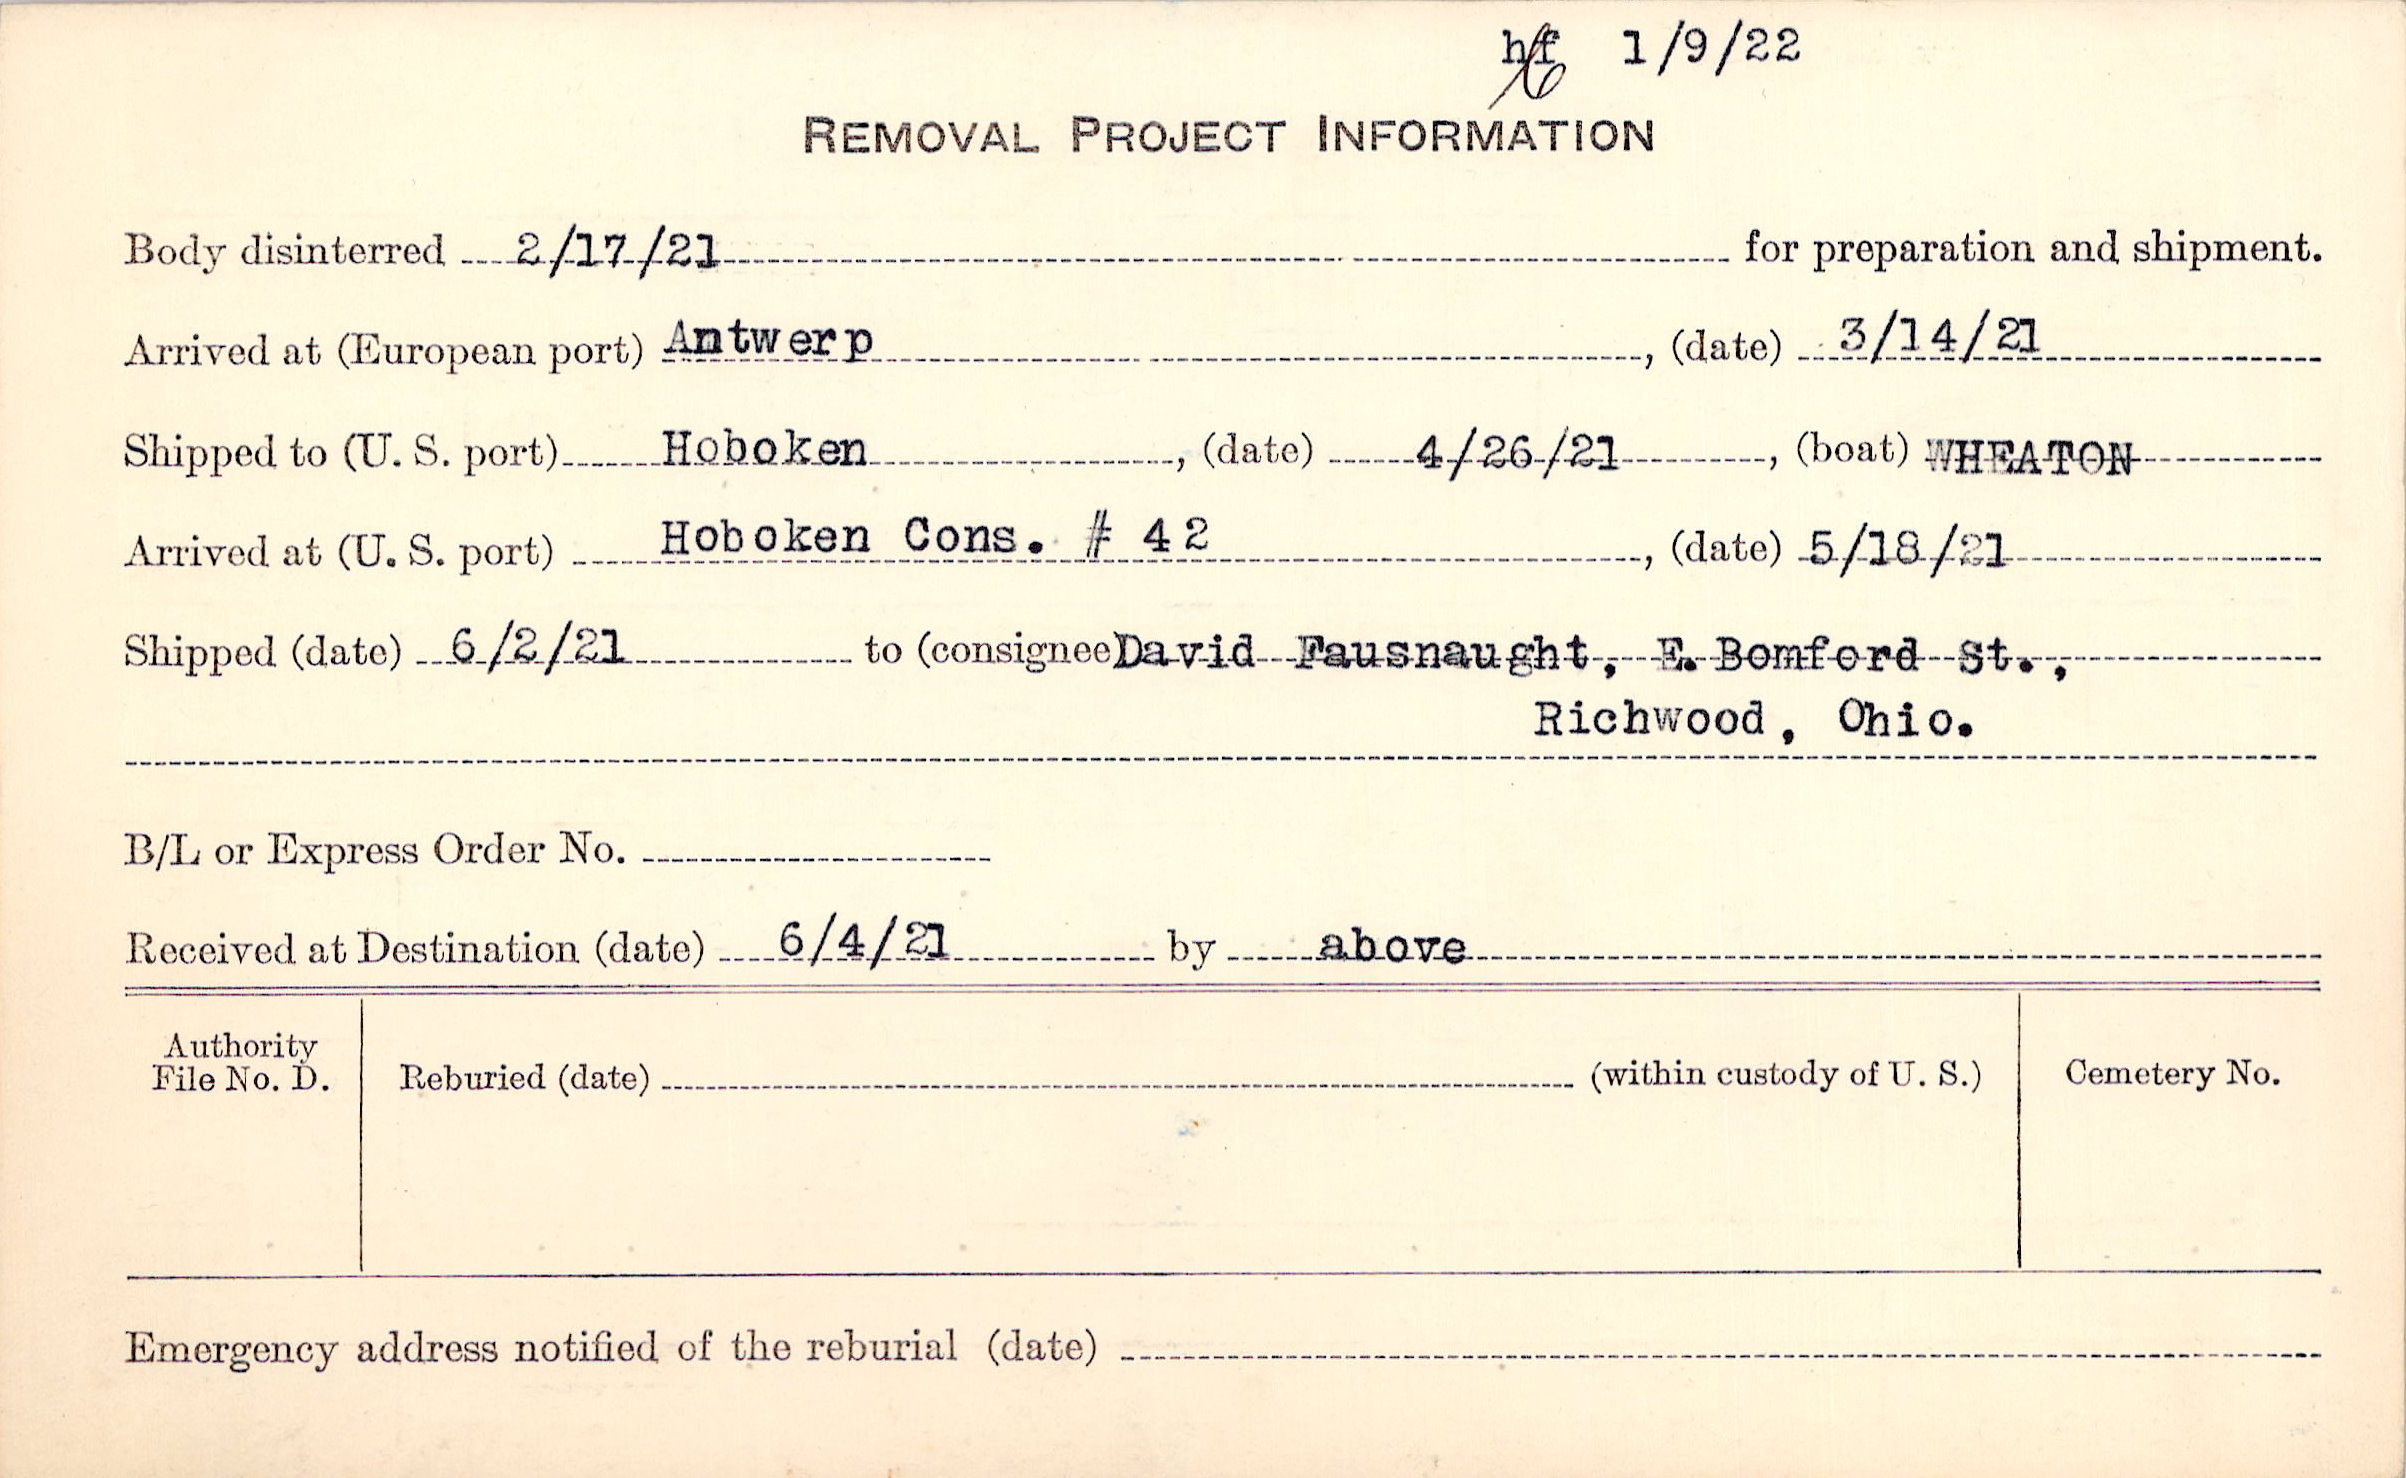 hf 1/9/22
REMOVAL PROJECT INFORMATION
Body disinterred 2/17/21 for preparation and shipment.
Arrived at (European port) Antwerp, (date) 3/14/21
Shipped to (U. S. port) Hoboken, (date) 4/26/21, (boat) WHEATON
Arrived at (U. S. port) Hoboken Cons. # 42, (date) 5/18/21
Shipped (date) 6/2/21 to (consignee) David Fausnaught, E. Bomford St.,
Richwood, Ohio.
B/L or Express Order No.
Received at Destination (date) 6/4/21 by above
Authority
File No. D.
Reburied (date) (within custody of U. S.)
Cemetery No.
Emergency address notified of the reburial (date)